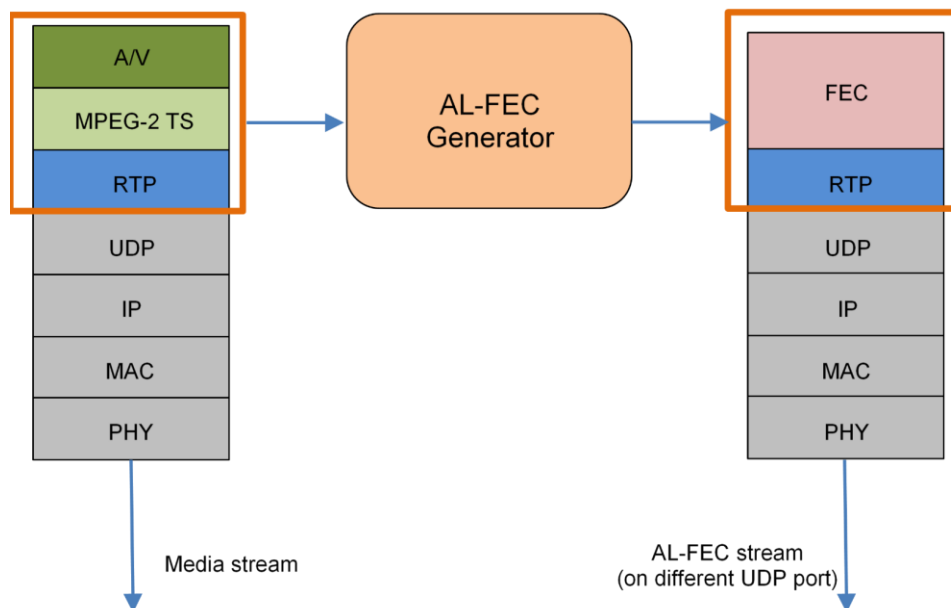 A/V
MPEG-2 TS
RTP
UDP
IP
MAC
PHY
Media stream
AL-FEC
Generator
FEC
RTP
UDP
IP
MAC
PHY
AL-FEC stream
(on different UDP port)